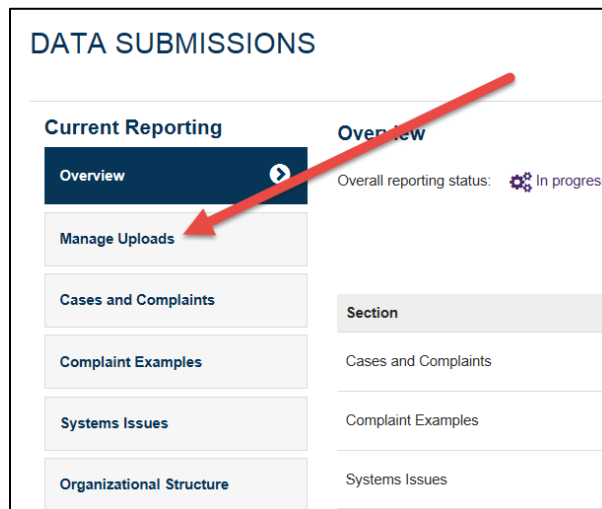 DATA SUBMISSIONS
Current Reporting
Overview
Manage Uploads
Cases and Complaints
Complaint Examples
Systems Issues
Organizational Structure
Overview
Overall reporting status: In progres
Section
Cases and Complaints
Complaint Examples
Systems Issues